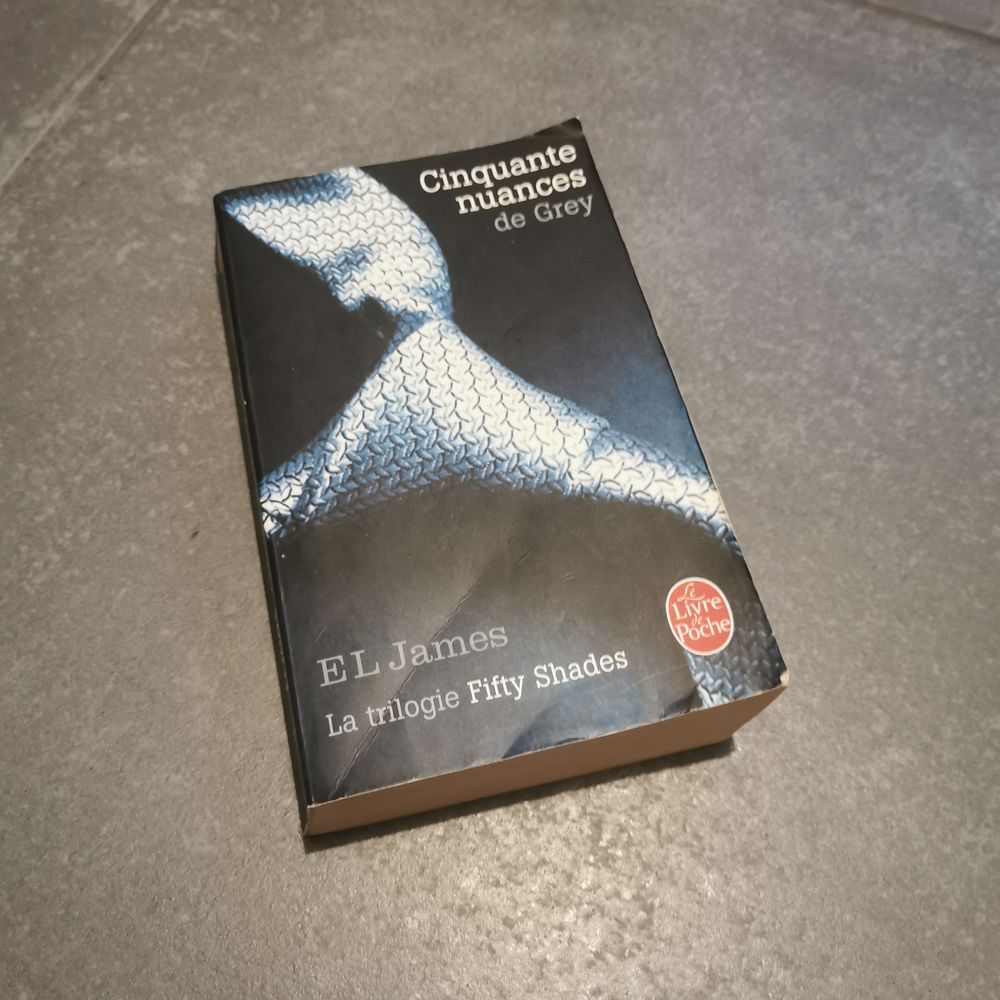 Cinquante
nuances
de Grey
Le
Livre
de
Poche
E L James
La trilogie Fifty Shades